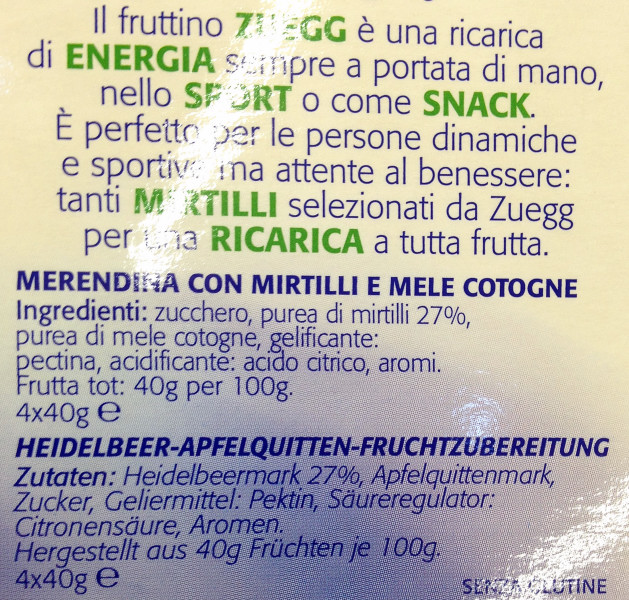 Il fruttino ZUEGG è una ricarica
di ENERGIA sempre a portata di mano,
nello SPORT o come SNACK.
È perfetto per le persone dinamiche
e sportive ma attente al benessere:
tanti MIRTILLI selezionati da Zuegg
per una RICARICA a tutta frutta.
MERENDINA CON MIRTILLI E MELE COTOGNE
Ingredienti: zucchero, purea di mirtilli 27%,
purea di mele cotogne, gelificante:
pectina, acidificante: acido citrico, aromi.
Frutta tot: 40g per 100g.
4x40g ℮
HEIDELBEER-APFELQUITTEN-FRUCHTZUBEREITUNG
Zutaten: Heidelbeermark 27%, Apfelquittenmark,
Zucker, Geliermittel: Pektin, Säureregulator:
Citronensäure, Aromen.
Hergestellt aus 40g Früchten je 100g.
4x40g ℮
SENZA GLUTINE